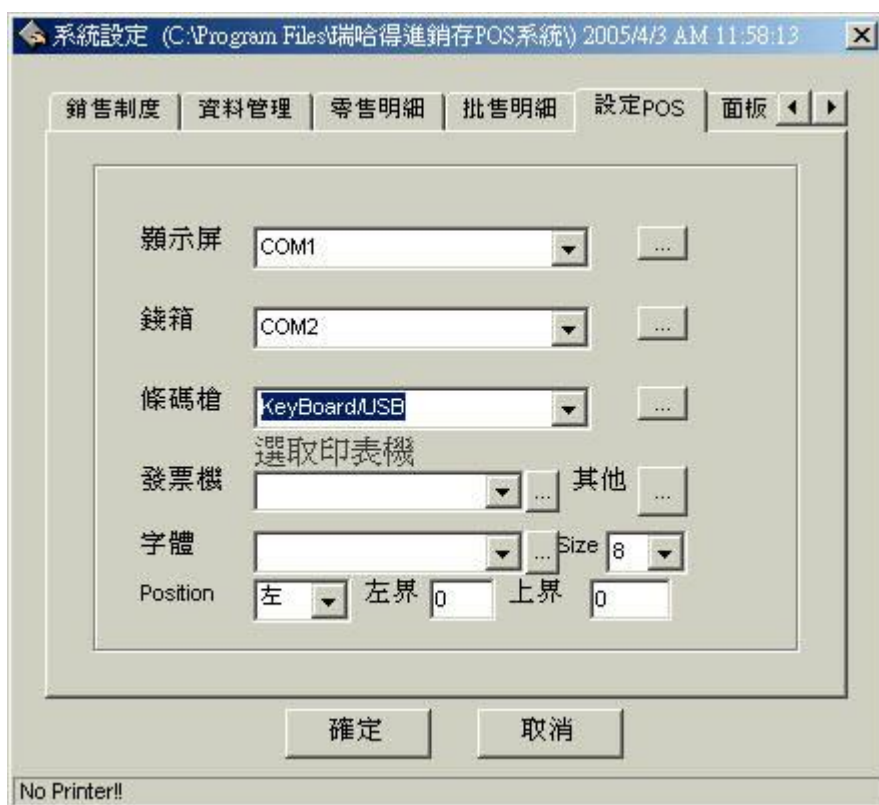 系統設定 (C:\Program Files\瑞哈得進銷存POS系統\) 2005/4/3 AM 11:58:13
銷售制度 資料管理 零售明細 批售明細 設定POS 面板
顯示屏 COM1 ...
錢箱 COM2 ...
條碼槍 KeyBoard/USB ...
選取印表機
發票機 ... 其他 ...
字體 ... Size 8
Position 左 左界 0 上界 0
確定 取消
No Printer!!